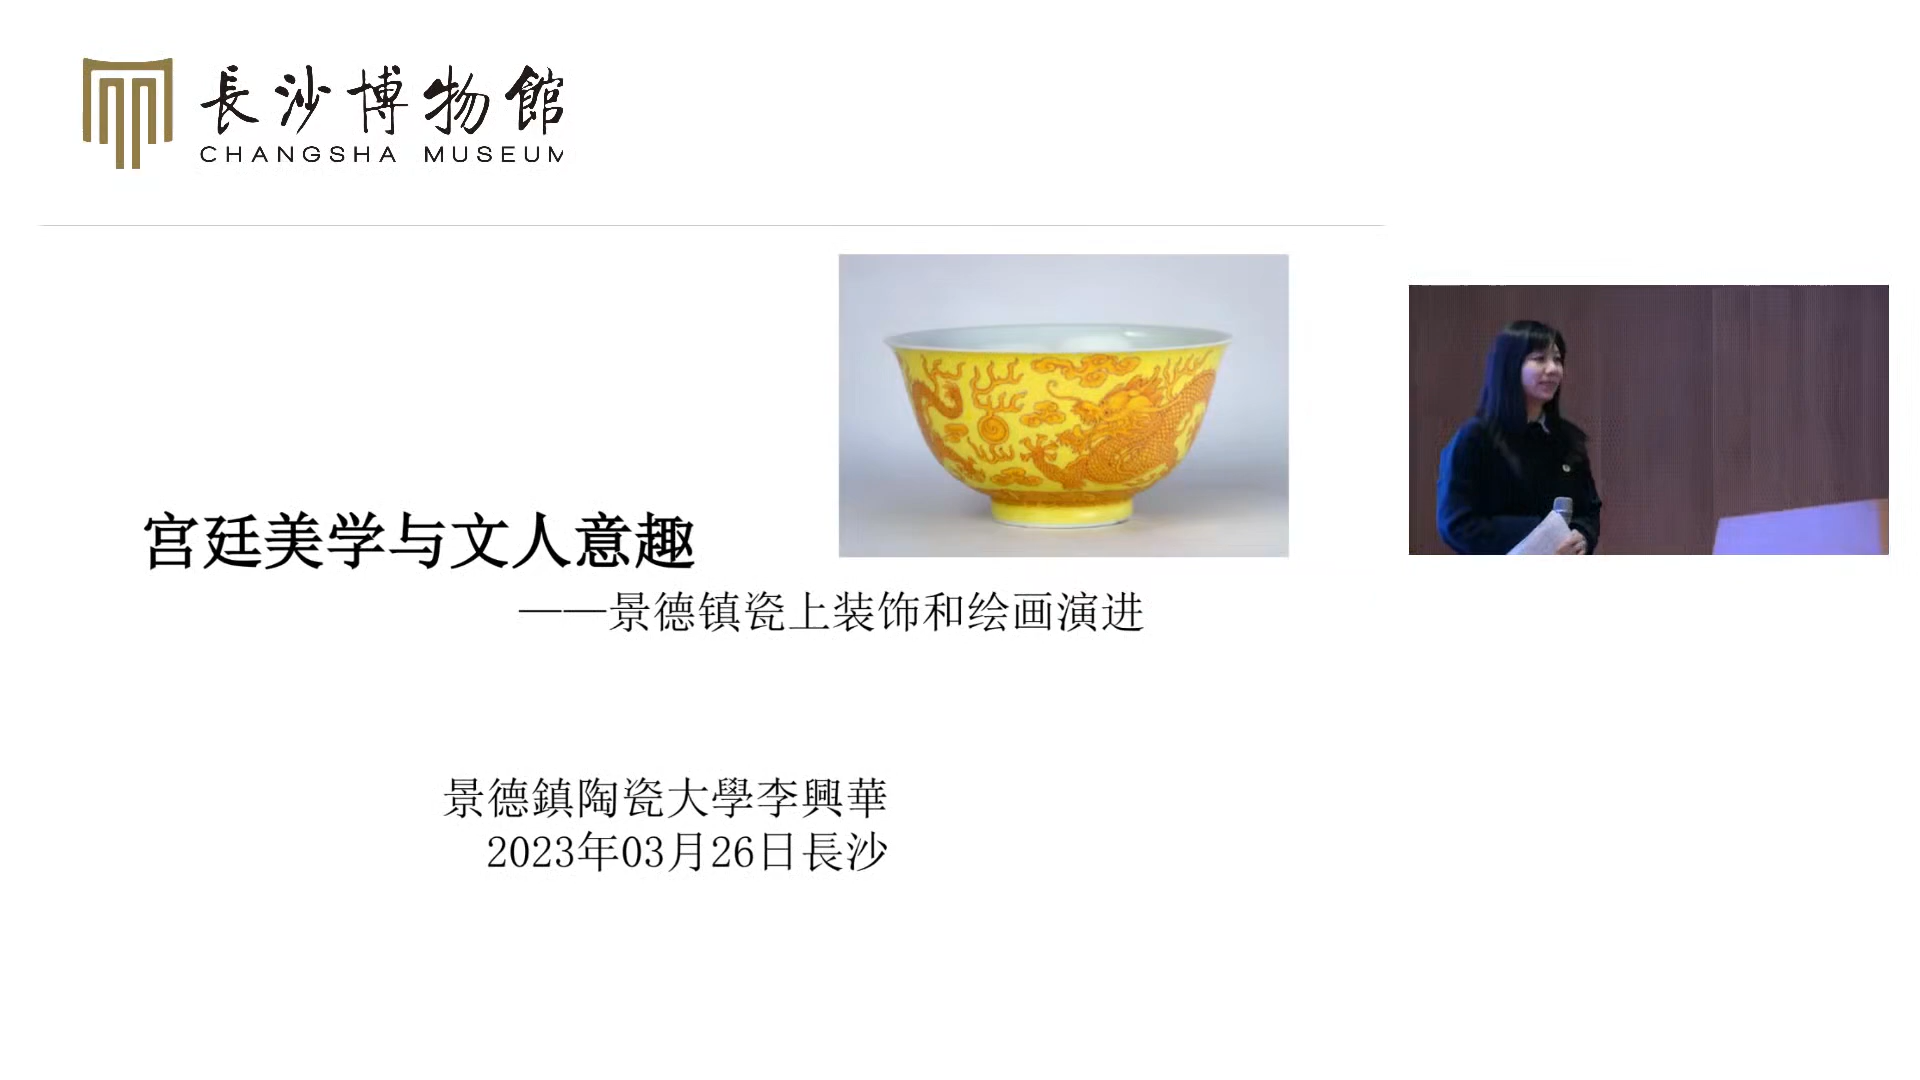 長沙博物館
CHANGSHA MUSEUM
宫廷美学与文人意趣
——景德镇瓷上装饰和绘画演进
景德鎮陶瓷大學李興華
2023年03月26日長沙